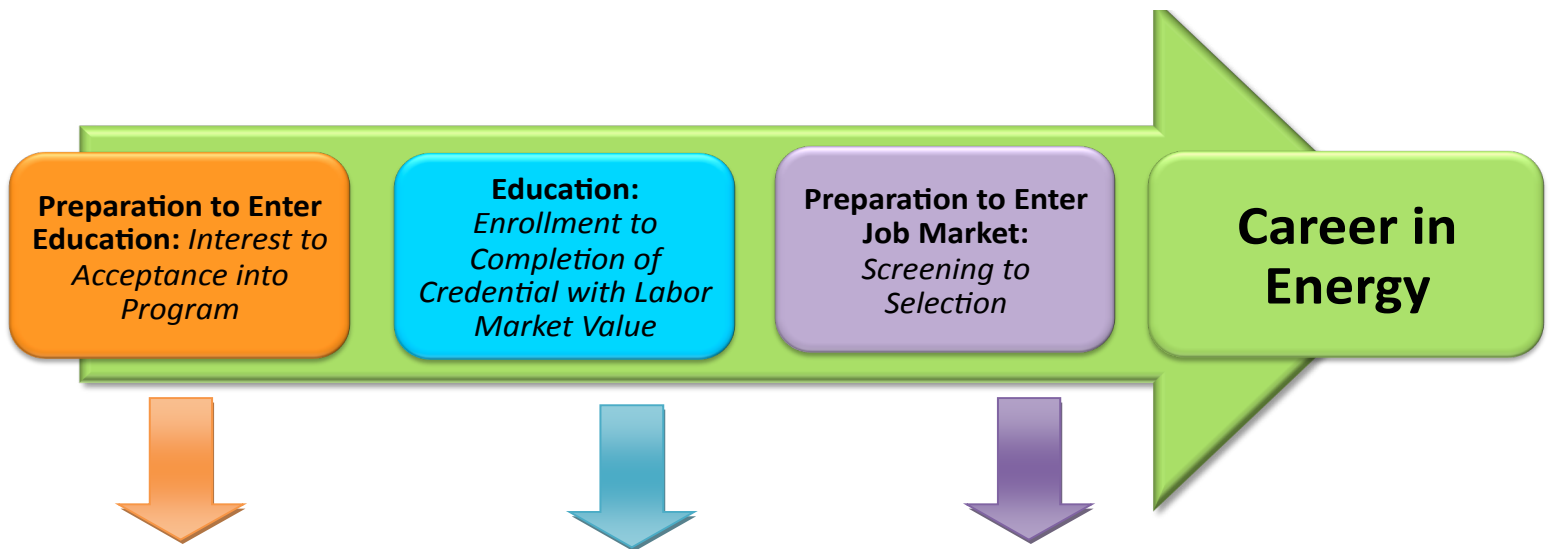 Preparation to Enter
Education: Interest to
Acceptance into
Program
Education:
Enrollment to
Completion of
Credential with Labor
Market Value
Preparation to Enter
Job Market:
Screening to
Selection
Career in
Energy